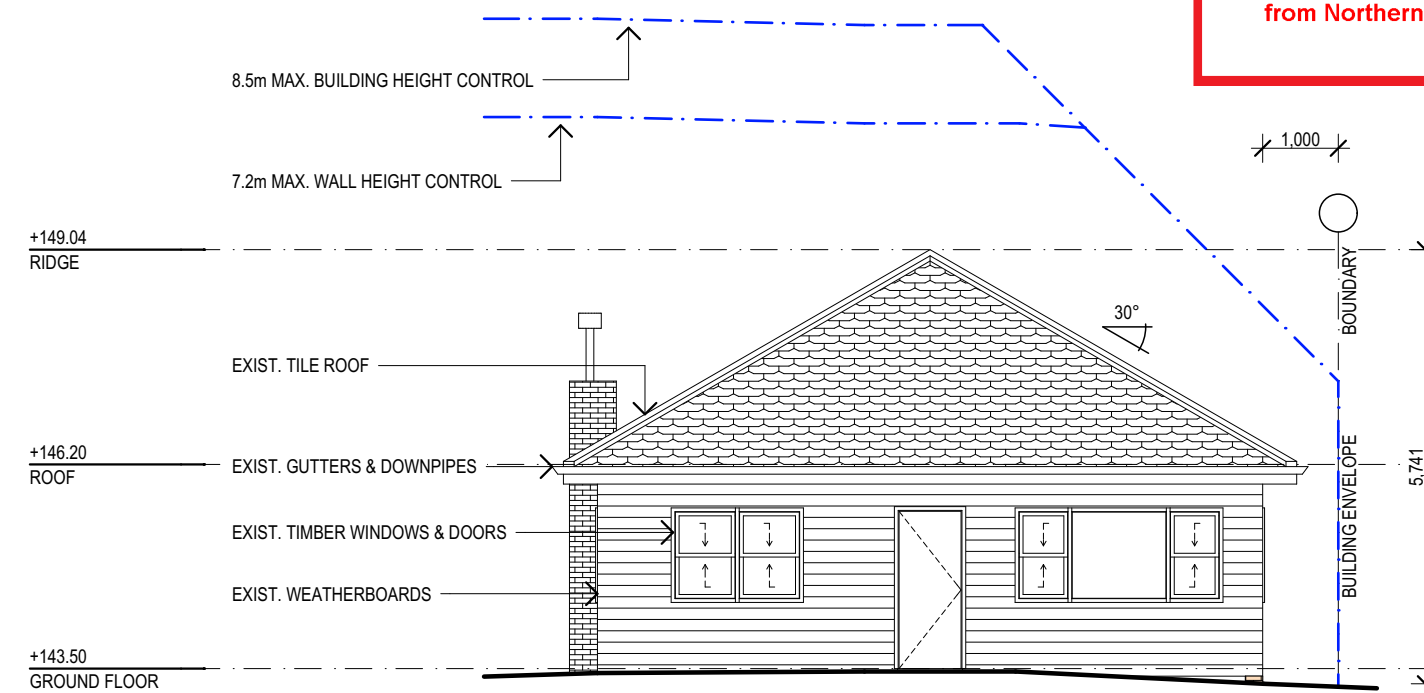 from Northern
8.5m MAX. BUILDING HEIGHT CONTROL
1,000
7.2m MAX. WALL HEIGHT CONTROL
+149.04
RIDGE
BOUNDARY
30°
EXIST. TILE ROOF
+146.20
ROOF
EXIST. GUTTERS & DOWNPIPES
5,741
BUILDING ENVELOPE
EXIST. TIMBER WINDOWS & DOORS
EXIST. WEATHERBOARDS
+143.50
GROUND FLOOR